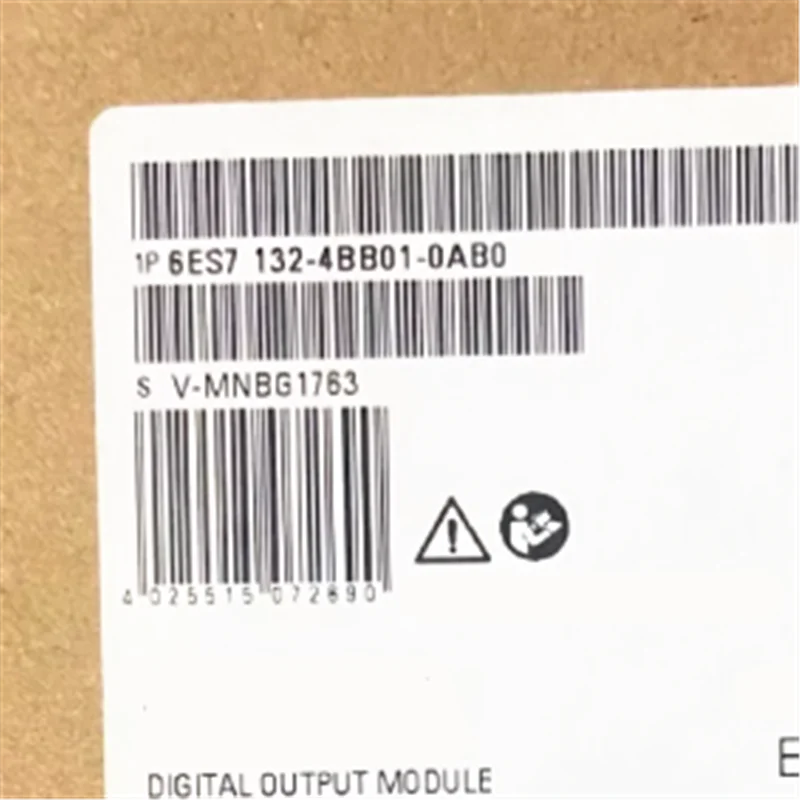 1P 6ES7 132-4BB01-0AB0
S V-MNBG1763
4 025515 072890
DIGITAL OUTPUT MODULE
E